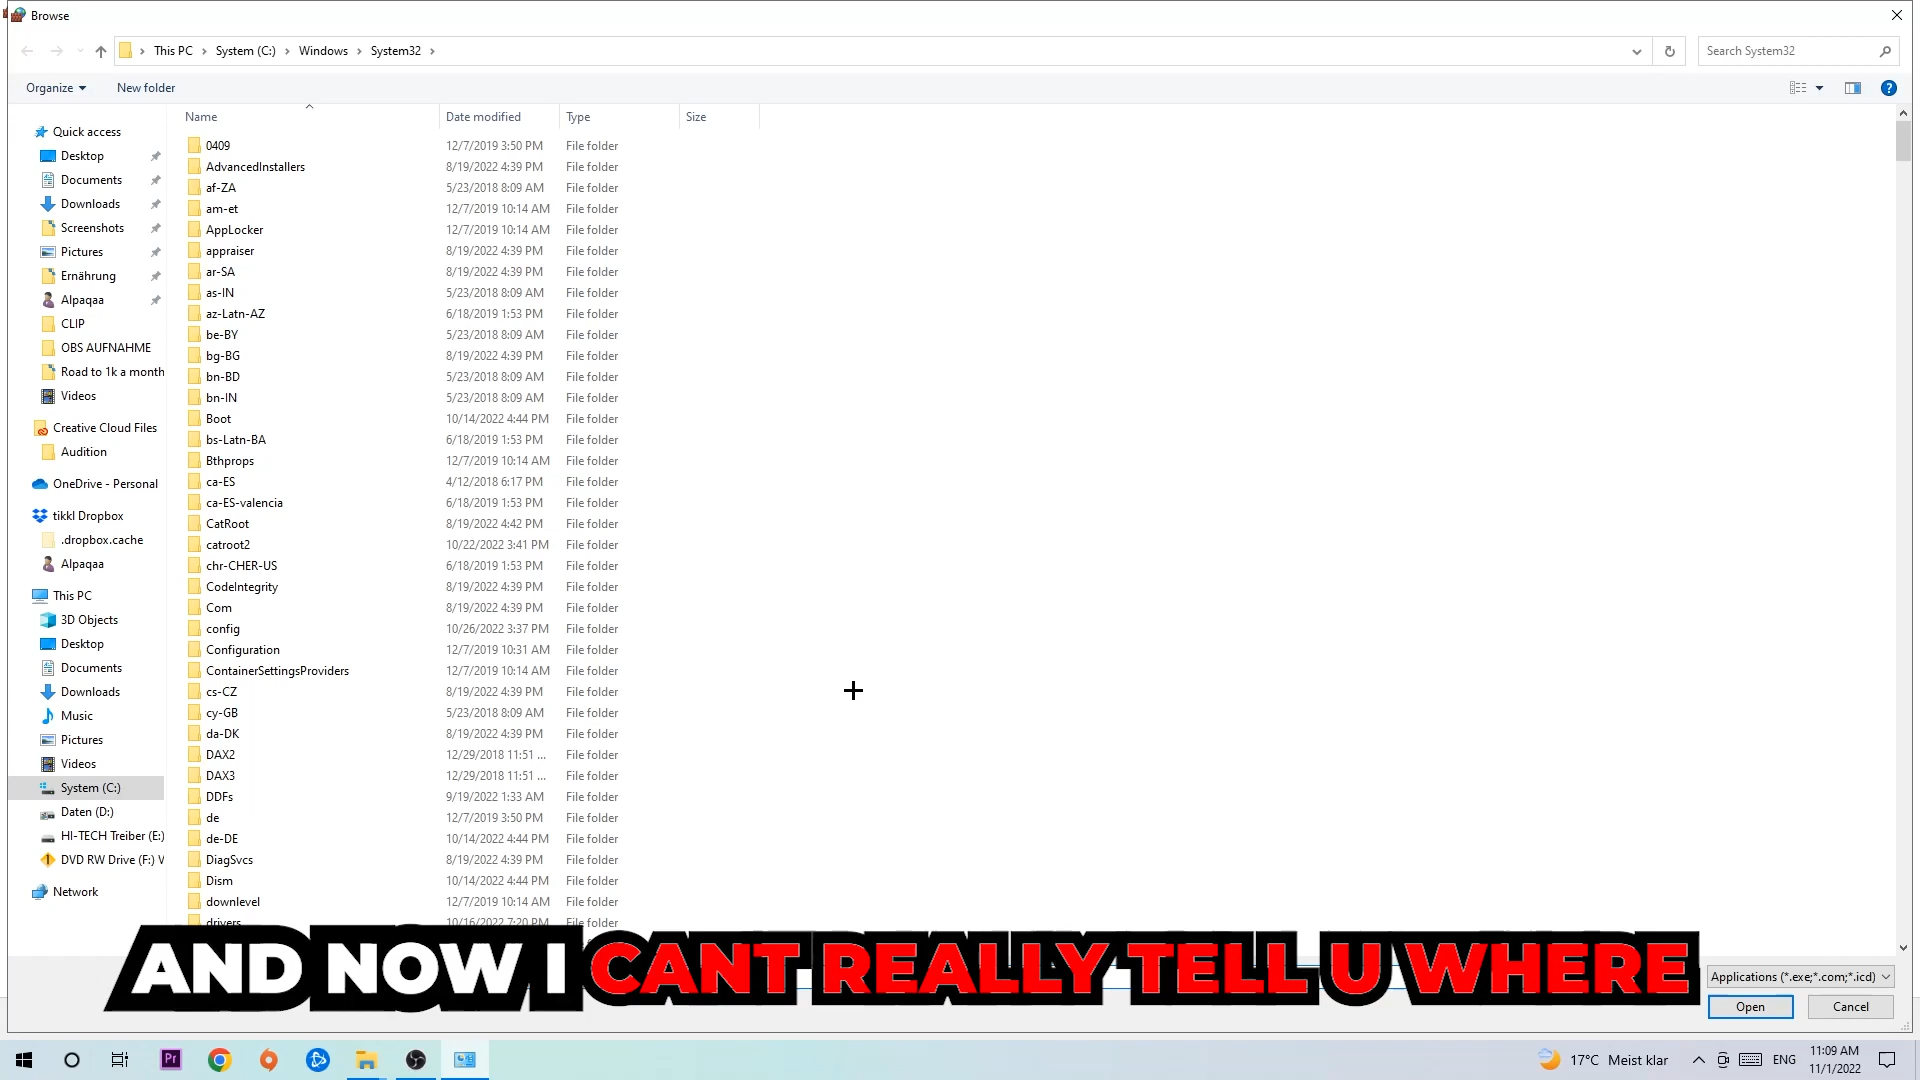 Browse
This PC > System (C:) > Windows > System32 >
Search System32
Organize
New folder
Name
Date modified
Type
Size
Quick access
Desktop
Documents
Downloads
Screenshots
Pictures
Ernährung
Alpaqaa
CLIP
OBS AUFNAHME
Road to 1k a month
Videos
Creative Cloud Files
Audition
OneDrive - Personal
tikkl Dropbox
.dropbox.cache
Alpaqaa
This PC
3D Objects
Desktop
Documents
Downloads
Music
Pictures
Videos
System (C:)
Daten (D:)
HI-TECH Treiber (E:)
DVD RW Drive (F:) V
Network
0409 12/7/2019 3:50 PM File folder
AdvancedInstallers 8/19/2022 4:39 PM File folder
af-ZA 5/23/2018 8:09 AM File folder
am-et 12/7/2019 10:14 AM File folder
AppLocker 12/7/2019 10:14 AM File folder
appraiser 8/19/2022 4:39 PM File folder
ar-SA 8/19/2022 4:39 PM File folder
as-IN 5/23/2018 8:09 AM File folder
az-Latn-AZ 6/18/2019 1:53 PM File folder
be-BY 5/23/2018 8:09 AM File folder
bg-BG 8/19/2022 4:39 PM File folder
bn-BD 5/23/2018 8:09 AM File folder
bn-IN 5/23/2018 8:09 AM File folder
Boot 10/14/2022 4:44 PM File folder
bs-Latn-BA 6/18/2019 1:53 PM File folder
Bthprops 12/7/2019 10:14 AM File folder
ca-ES 4/12/2018 6:17 PM File folder
ca-ES-valencia 6/18/2019 1:53 PM File folder
CatRoot 8/19/2022 4:42 PM File folder
catroot2 10/22/2022 3:41 PM File folder
chr-CHER-US 6/18/2019 1:53 PM File folder
CodeIntegrity 8/19/2022 4:39 PM File folder
Com 8/19/2022 4:39 PM File folder
config 10/26/2022 3:37 PM File folder
Configuration 12/7/2019 10:31 AM File folder
ContainerSettingsProviders 12/7/2019 10:14 AM File folder
cs-CZ 8/19/2022 4:39 PM File folder
cy-GB 5/23/2018 8:09 AM File folder
da-DK 8/19/2022 4:39 PM File folder
DAX2 12/29/2018 11:51 ... File folder
DAX3 12/29/2018 11:51 ... File folder
DDFs 9/19/2022 1:33 AM File folder
de 12/7/2019 3:50 PM File folder
de-DE 10/14/2022 4:44 PM File folder
DiagSvcs 8/19/2022 4:39 PM File folder
Dism 10/14/2022 4:44 PM File folder
downlevel 12/7/2019 10:14 AM File folder
drivers 10/16/2022 7:20 PM File folder
AND NOW I CANT REALLY TELL U WHERE
Applications (*.exe;*.com;*.icd)
Open
Cancel
Pr
17°C Meist klar
ENG
11:09 AM
11/1/2022